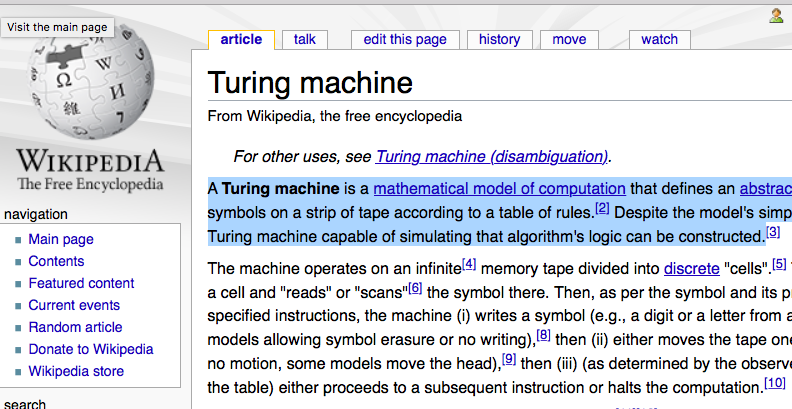 Visit the main page
article talk edit this page history move watch
Ω W И 維 7
WIKIPEDIA
The Free Encyclopedia
Turing machine
From Wikipedia, the free encyclopedia
For other uses, see Turing machine (disambiguation).
A Turing machine is a mathematical model of computation that defines an abstrac
symbols on a strip of tape according to a table of rules.[2] Despite the model's simp
Turing machine capable of simulating that algorithm's logic can be constructed.[3]
The machine operates on an infinite[4] memory tape divided into discrete "cells".[5]
a cell and "reads" or "scans"[6] the symbol there. Then, as per the symbol and its p
specified instructions, the machine (i) writes a symbol (e.g., a digit or a letter from a
models allowing symbol erasure or no writing),[8] then (ii) either moves the tape one
no motion, some models move the head),[9] then (iii) (as determined by the observe
the table) either proceeds to a subsequent instruction or halts the computation.[10]
navigation
Main page
Contents
Featured content
Current events
Random article
Donate to Wikipedia
Wikipedia store
search